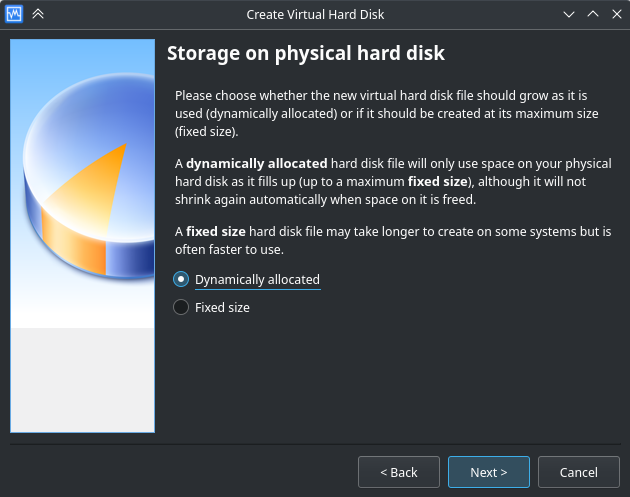 Create Virtual Hard Disk
Storage on physical hard disk
Please choose whether the new virtual hard disk file should grow as it is
used (dynamically allocated) or if it should be created at its maximum size
(fixed size).
A dynamically allocated hard disk file will only use space on your physical
hard disk as it fills up (up to a maximum fixed size), although it will not
shrink again automatically when space on it is freed.
A fixed size hard disk file may take longer to create on some systems but is
often faster to use.
Dynamically allocated
Fixed size
< Back
Next >
Cancel